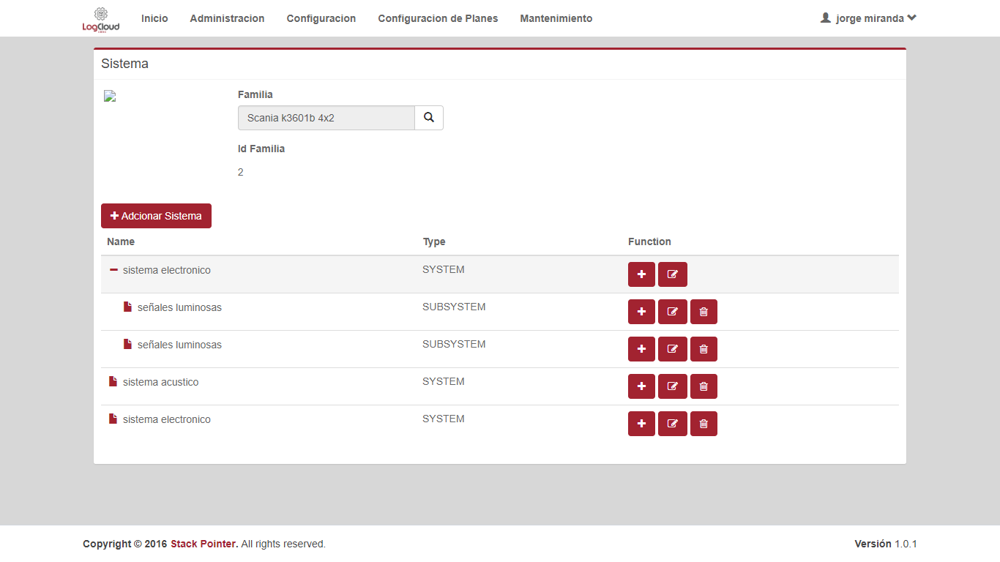 LogCloud
Inicio Administracion Configuracion Configuracion de Planes Mantenimiento jorge miranda
Sistema
Familia
Scania k3601b 4x2
Id Familia
2
Adcionar Sistema
Name Type Function
sistema electronico SYSTEM
señales luminosas SUBSYSTEM
señales luminosas SUBSYSTEM
sistema acustico SYSTEM
sistema electronico SYSTEM
Copyright © 2016 Stack Pointer. All rights reserved. Versión 1.0.1